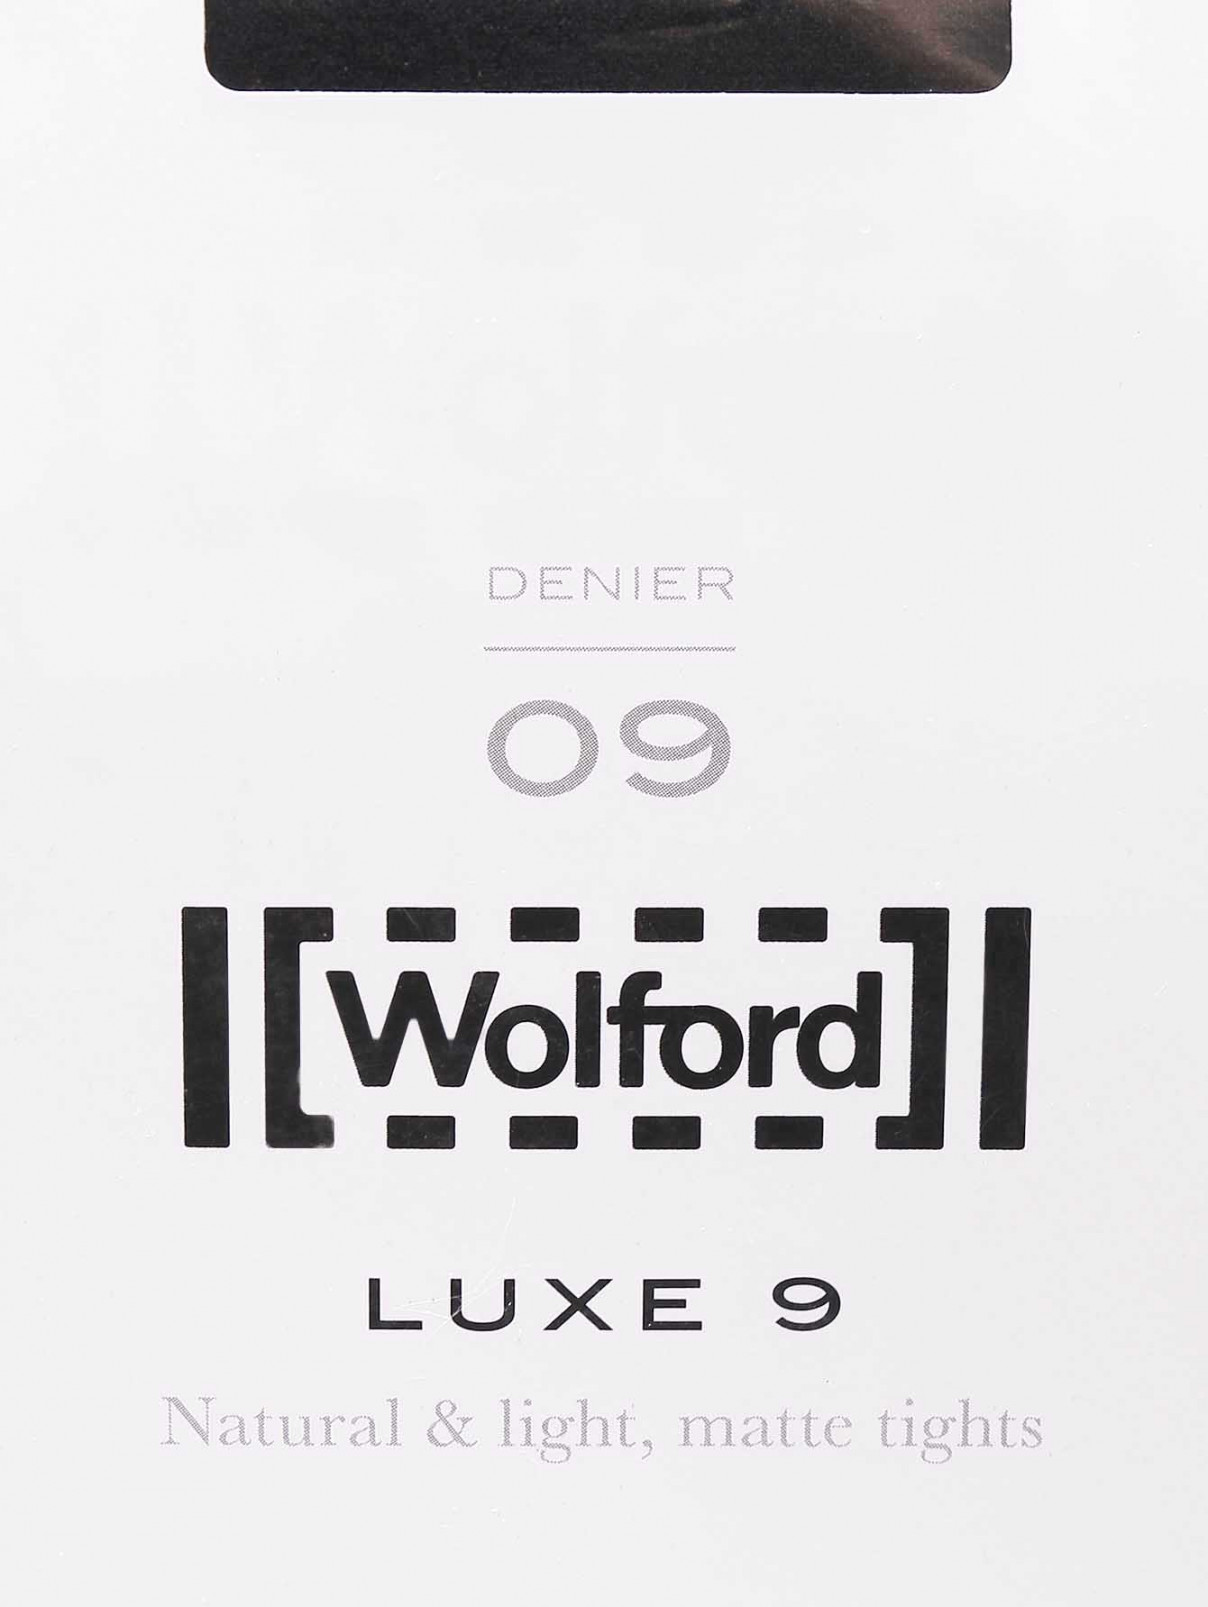 DENIER
09
Wolford
LUXE 9
Natural & light, matte tights